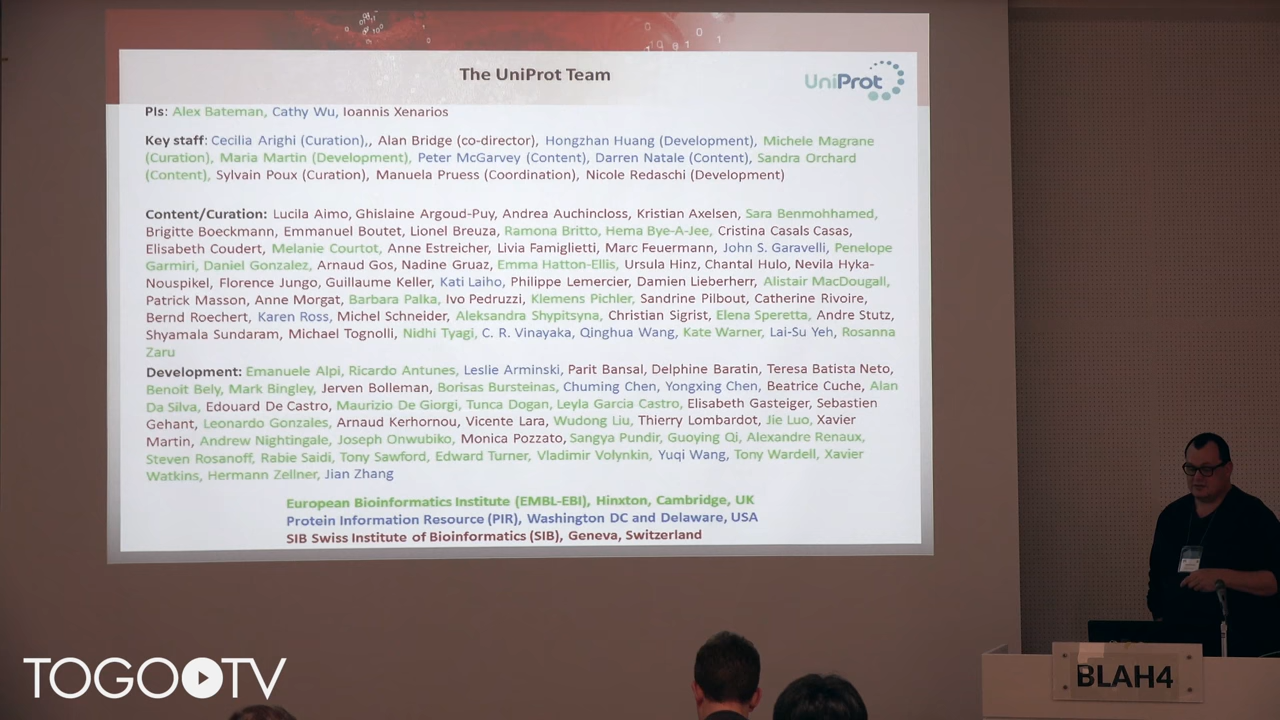 The UniProt Team
UniProt
PIs: Alex Bateman, Cathy Wu, Ioannis Xenarios
Key staff: Cecilia Arighi (Curation),, Alan Bridge (co-director), Hongzhan Huang (Development), Michele Magrane
(Curation), Maria Martin (Development), Peter McGarvey (Content), Darren Natale (Content), Sandra Orchard
(Content), Sylvain Poux (Curation), Manuela Pruess (Coordination), Nicole Redaschi (Development)
Content/Curation: Lucila Aimo, Ghislaine Argoud-Puy, Andrea Auchincloss, Kristian Axelsen, Sara Benmohhamed,
Brigitte Boeckmann, Emmanuel Boutet, Lionel Breuza, Ramona Britto, Hema Bye-A-Jee, Cristina Casals Casas,
Elisabeth Coudert, Melanie Courtot, Anne Estreicher, Livia Famiglietti, Marc Feuermann, John S. Garavelli, Penelope
Garmiri, Daniel Gonzalez, Arnaud Gos, Nadine Gruaz, Emma Hatton-Ellis, Ursula Hinz, Chantal Hulo, Nevila Hyka-
Nouspikel, Florence Jungo, Guillaume Keller, Kati Laiho, Philippe Lemercier, Damien Lieberherr, Alistair MacDougall,
Patrick Masson, Anne Morgat, Barbara Palka, Ivo Pedruzzi, Klemens Pichler, Sandrine Pilbout, Catherine Rivoire,
Bernd Roechert, Karen Ross, Michel Schneider, Aleksandra Shypitsyna, Christian Sigrist, Elena Speretta, Andre Stutz,
Shyamala Sundaram, Michael Tognolli, Nidhi Tyagi, C. R. Vinayaka, Qinghua Wang, Kate Warner, Lai-Su Yeh, Rosanna
Zaru
Development: Emanuele Alpi, Ricardo Antunes, Leslie Arminski, Parit Bansal, Delphine Baratin, Teresa Batista Neto,
Benoit Bely, Mark Bingley, Jerven Bolleman, Borisas Bursteinas, Chuming Chen, Yongxing Chen, Beatrice Cuche, Alan
Da Silva, Edouard De Castro, Maurizio De Giorgi, Tunca Dogan, Leyla Garcia Castro, Elisabeth Gasteiger, Sebastien
Gehant, Leonardo Gonzales, Arnaud Kerhornou, Vicente Lara, Wudong Liu, Thierry Lombardot, Jie Luo, Xavier
Martin, Andrew Nightingale, Joseph Onwubiko, Monica Pozzato, Sangya Pundir, Guoying Qi, Alexandre Renaux,
Steven Rosanoff, Rabie Saidi, Tony Sawford, Edward Turner, Vladimir Volynkin, Yuqi Wang, Tony Wardell, Xavier
Watkins, Hermann Zellner, Jian Zhang
European Bioinformatics Institute (EMBL-EBI), Hinxton, Cambridge, UK
Protein Information Resource (PIR), Washington DC and Delaware, USA
SIB Swiss Institute of Bioinformatics (SIB), Geneva, Switzerland
TOGO TV
BLAH4